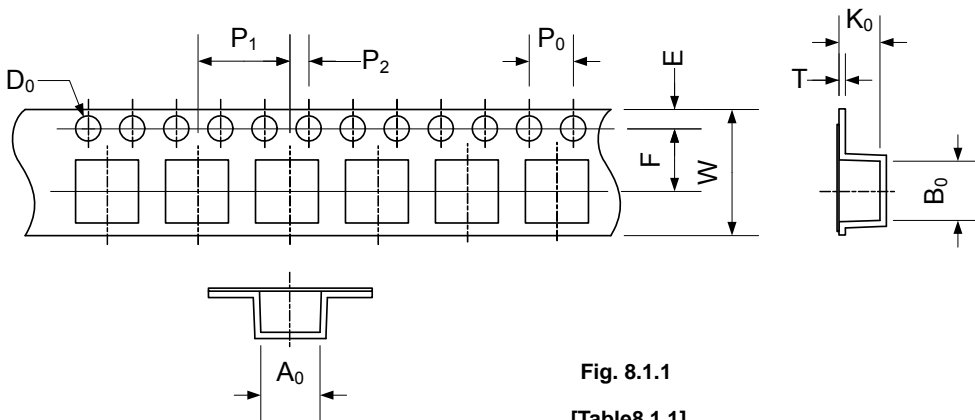 P₁
P₂
P₀
E
K₀
T
D₀
F
W
B₀
A₀
Fig. 8.1.1
[Table8.1.1]